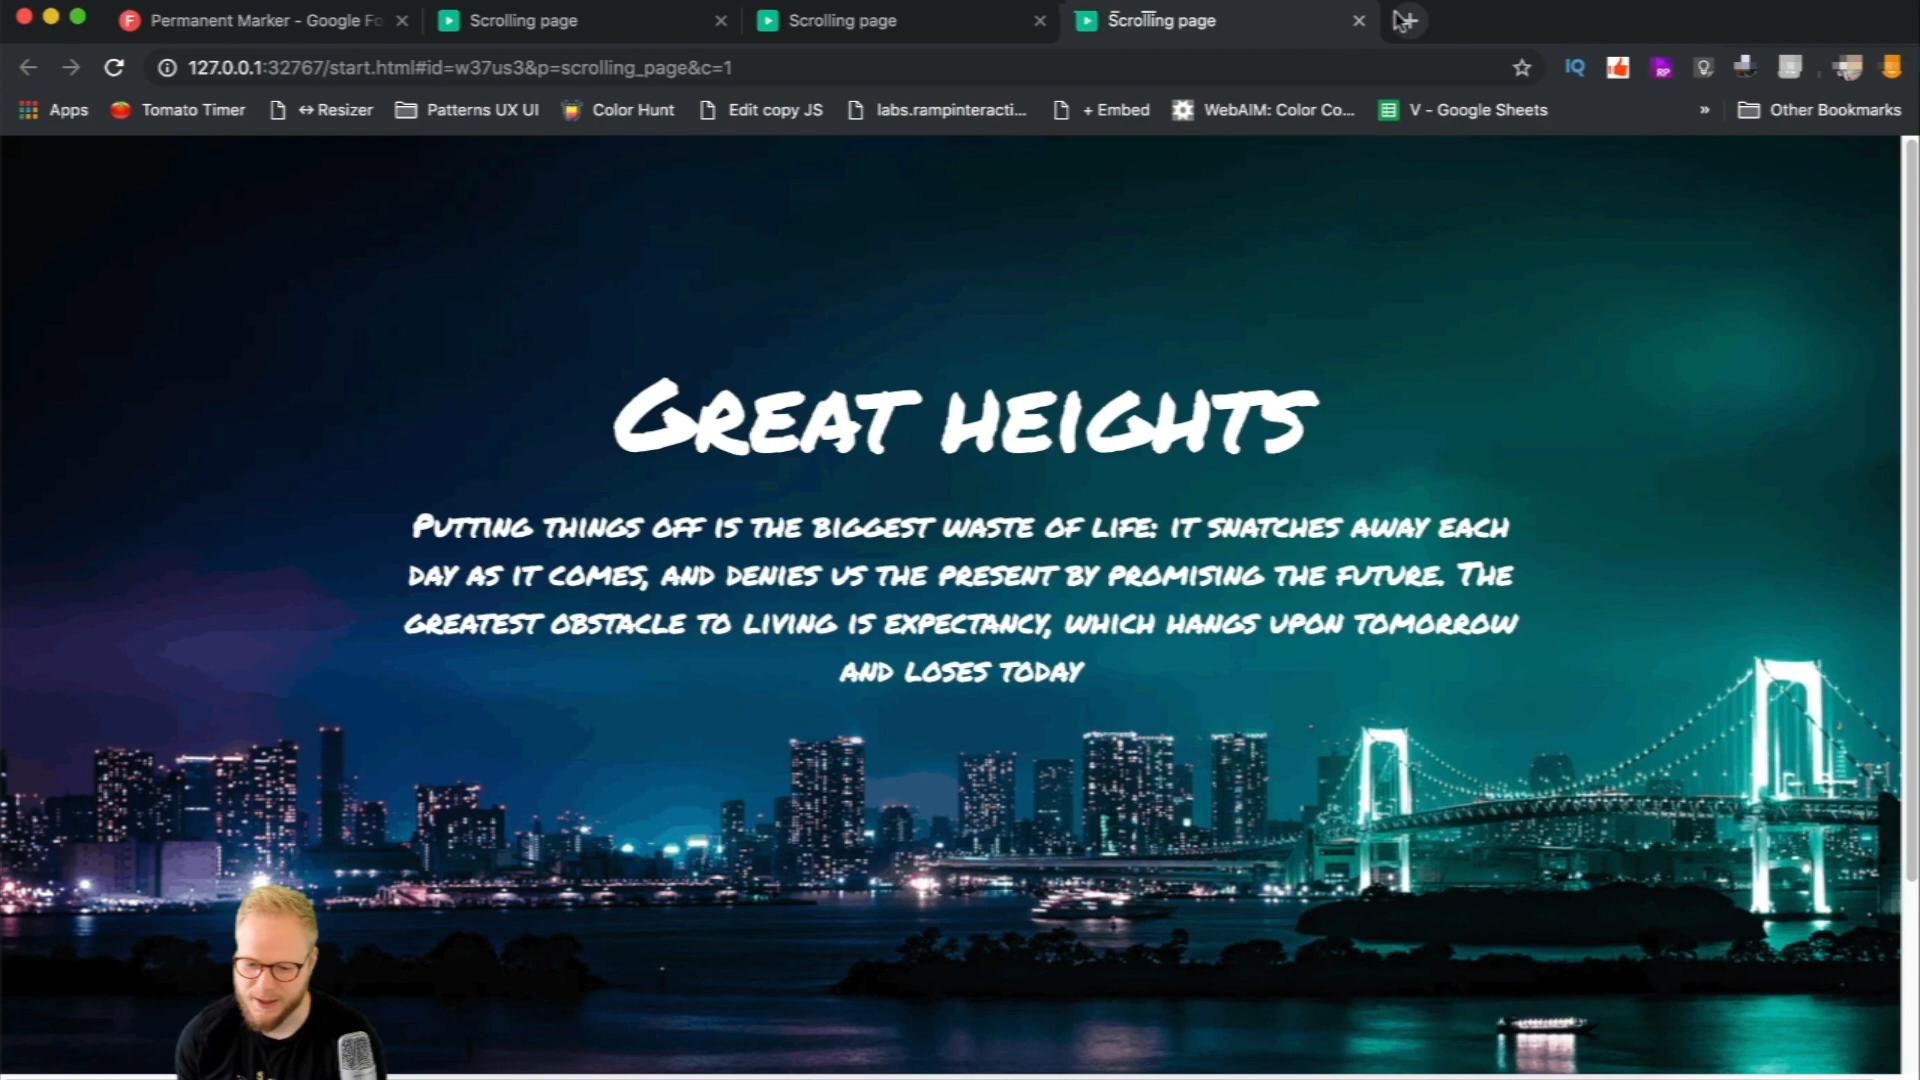 Permanent Marker - Google Fo
Scrolling page
Scrolling page
Scrolling page
127.0.0.1:32767/start.html#id=w37us3&p=scrolling_page&c=1
IQ
RP
Apps
Tomato Timer
↔ Resizer
Patterns UX UI
Color Hunt
Edit copy JS
labs.rampinteracti...
+ Embed
WebAIM: Color Co...
V - Google Sheets
»
Other Bookmarks
Great heights
Putting things off is the biggest waste of life: it snatches away each
day as it comes, and denies us the present by promising the future. The
greatest obstacle to living is expectancy, which hangs upon tomorrow
and loses today